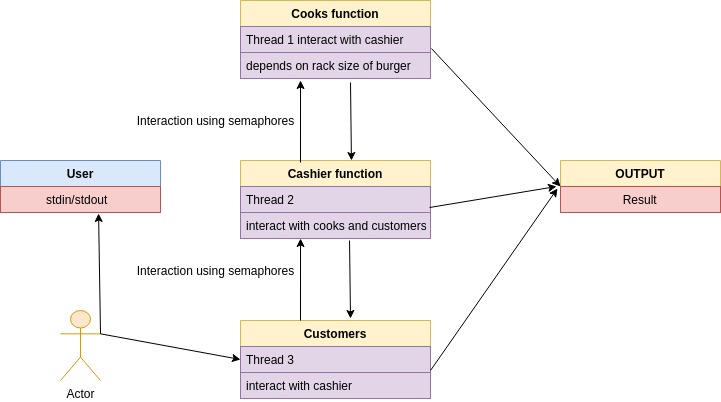 Cooks function
Thread 1 interact with cashier
depends on rack size of burger
Interaction using semaphores
User
stdin/stdout
Cashier function
Thread 2
interact with cooks and customers
OUTPUT
Result
Interaction using semaphores
Customers
Thread 3
interact with cashier
Actor